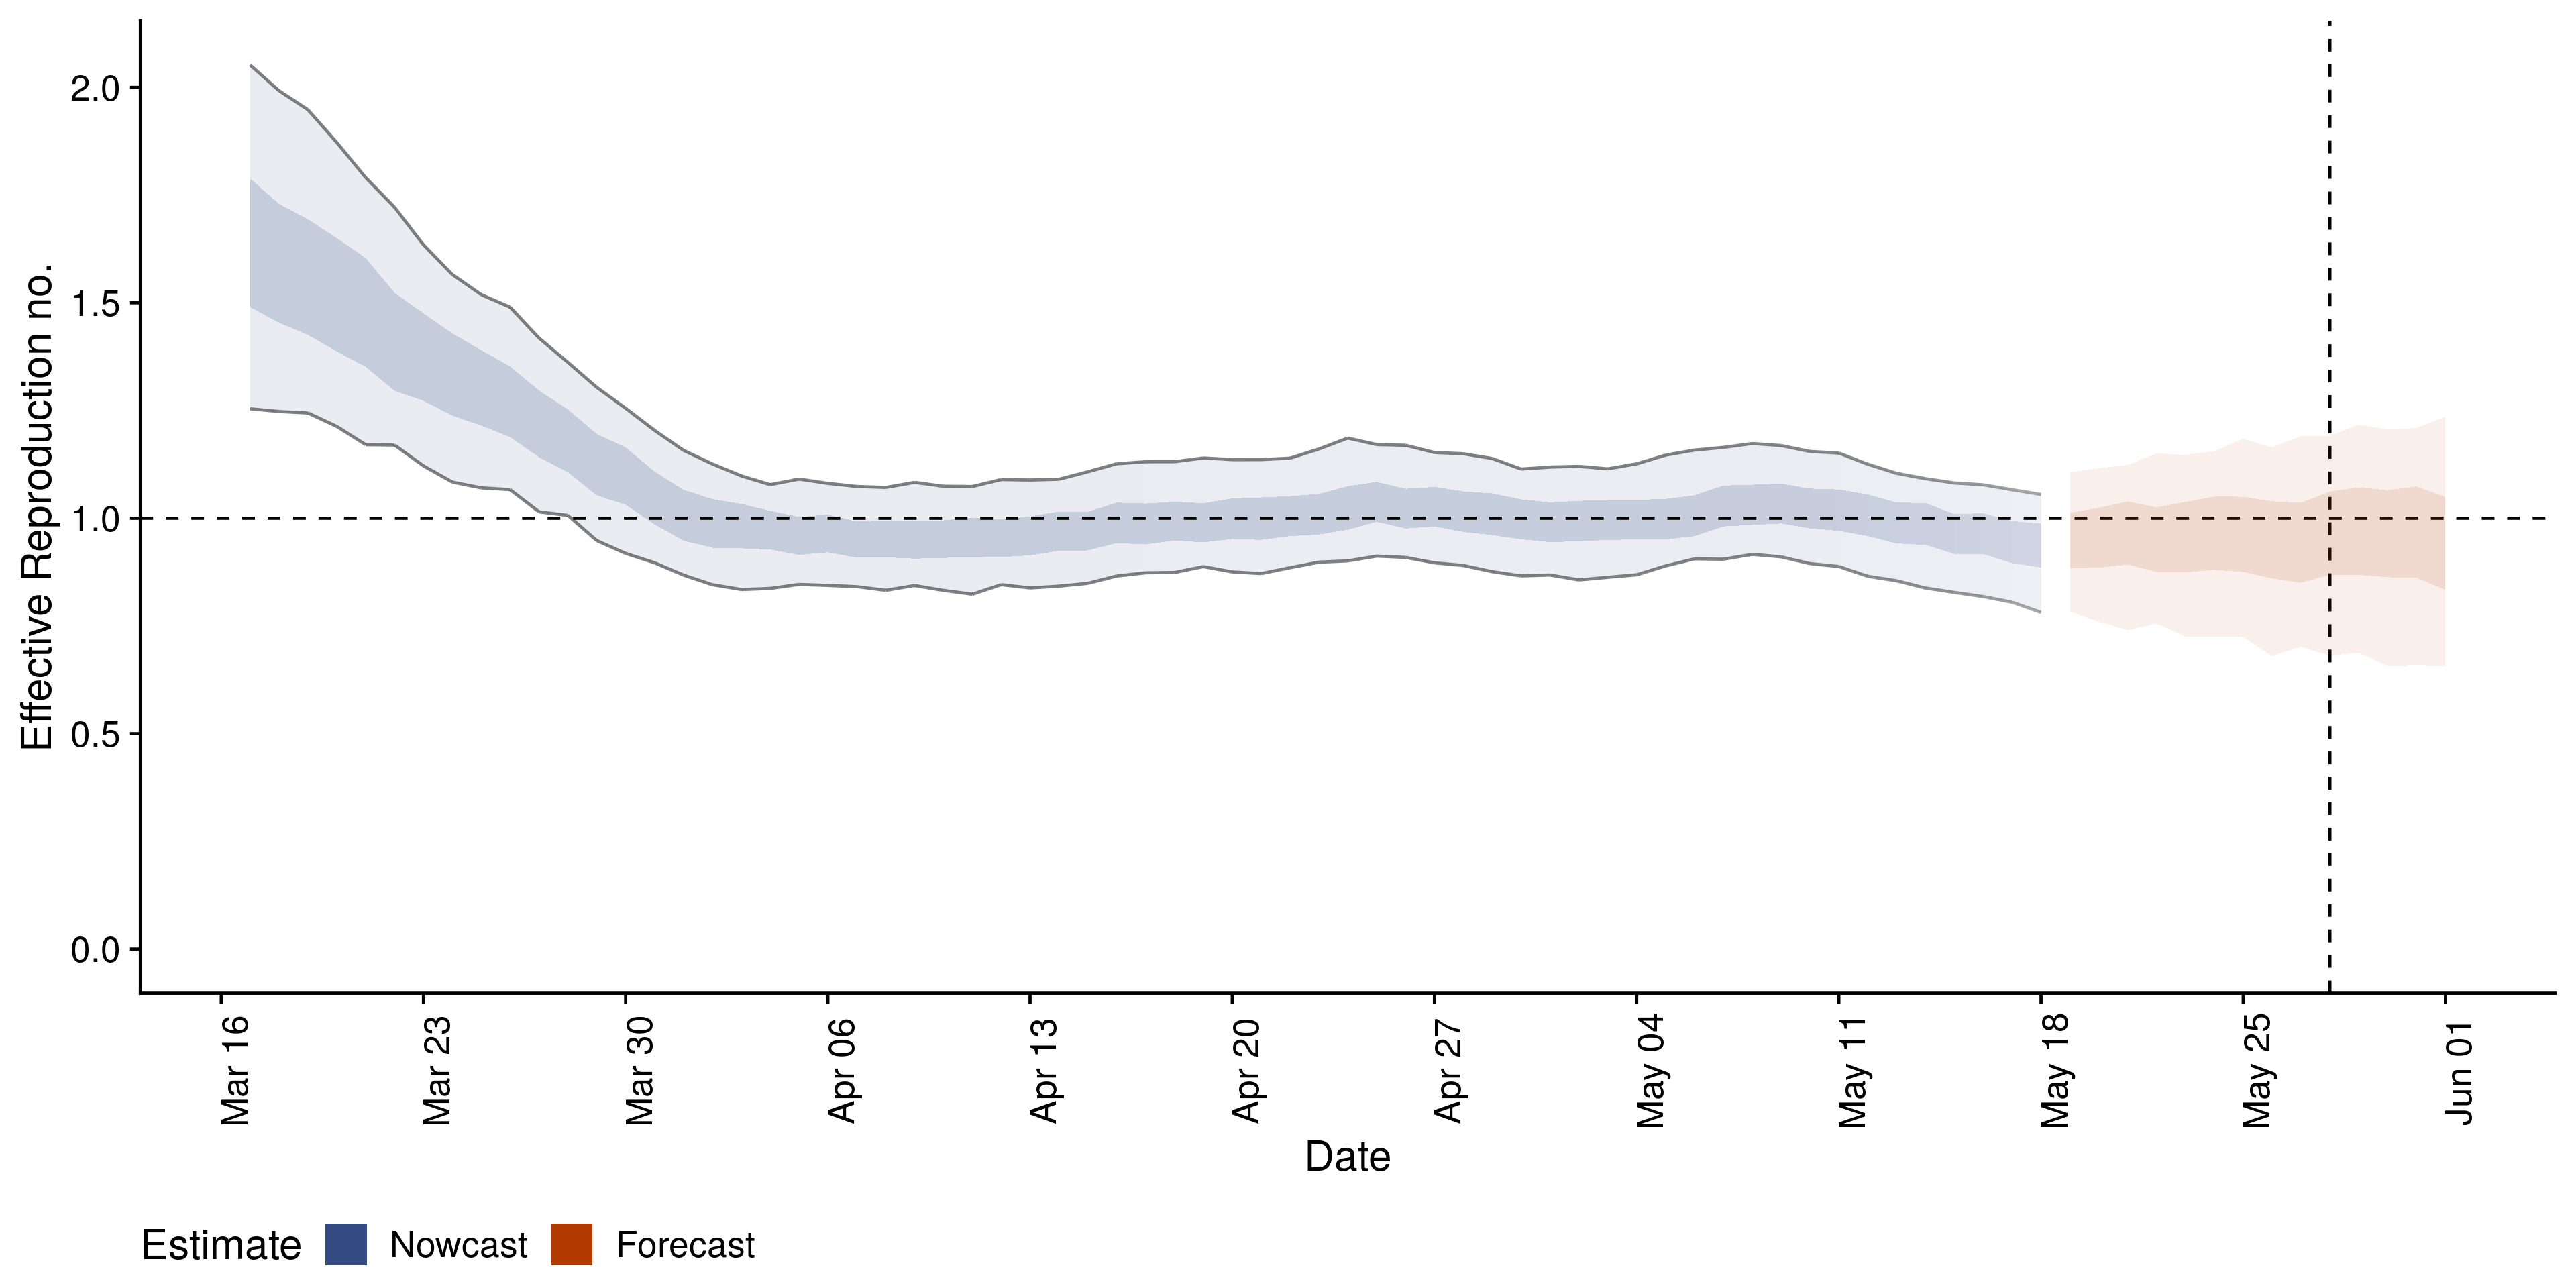 Effective Reproduction no.
2.0
1.5
1.0
0.5
0.0
Mar 16
Mar 23
Mar 30
Apr 06
Apr 13
Apr 20
Apr 27
May 04
May 11
May 18
May 25
Jun 01
Date
Estimate Nowcast Forecast